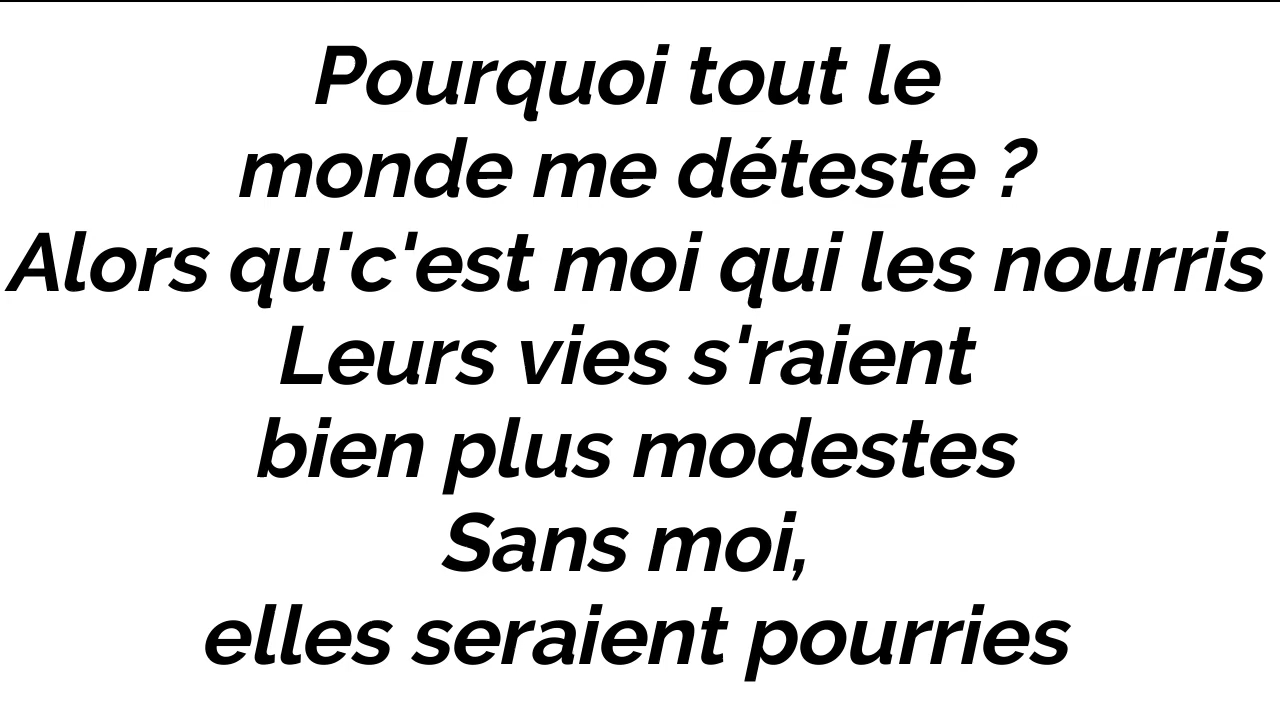 Pourquoi tout le
monde me déteste ?
Alors qu'c'est moi qui les nourris
Leurs vies s'raient
bien plus modestes
Sans moi,
elles seraient pourries